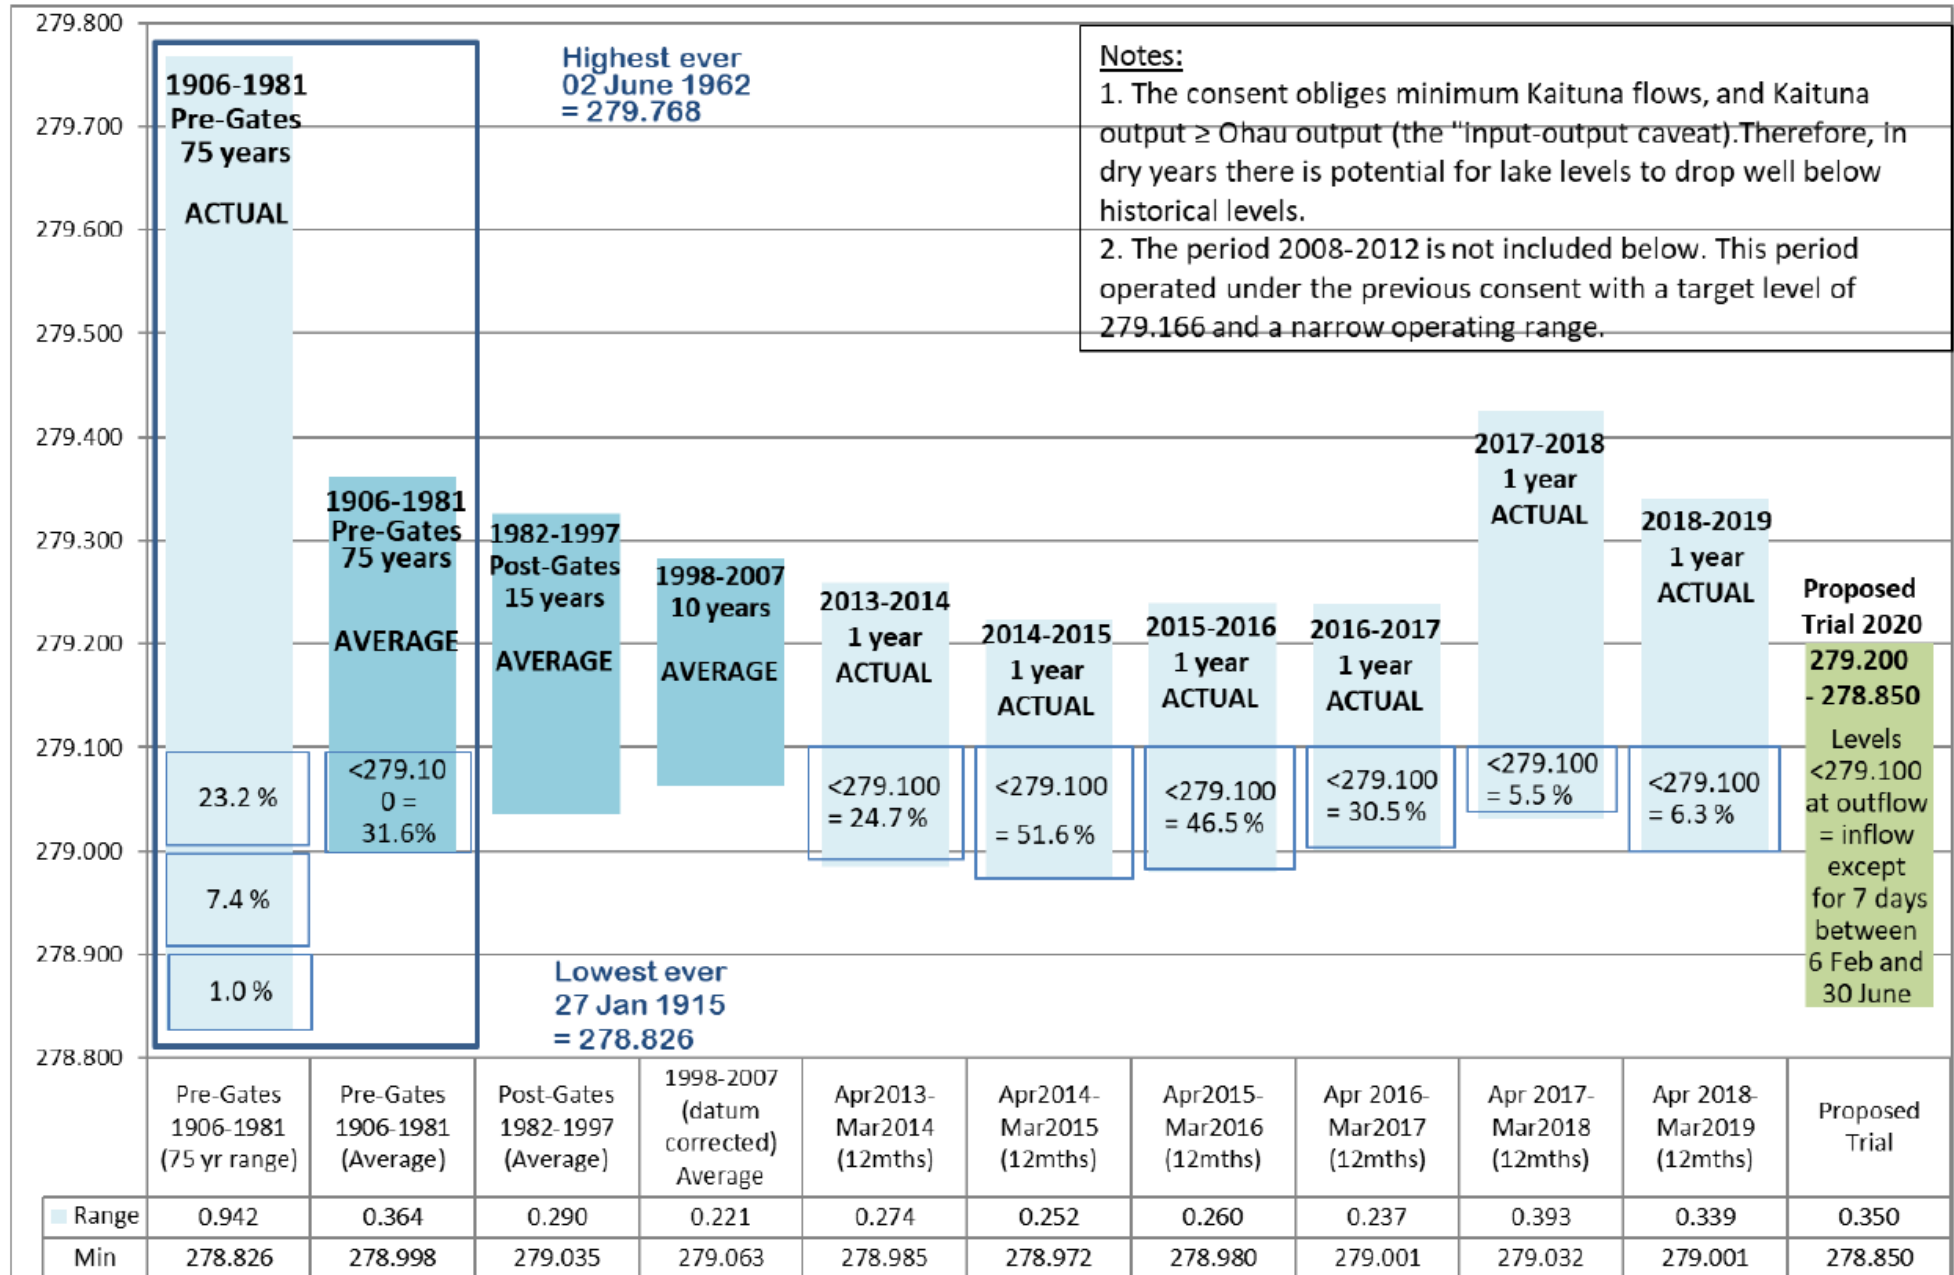 279.800
279.700
279.600
279.500
279.400
279.300
279.200
279.100
279.000
278.900
278.800
1906-1981
Pre-Gates
75 years
ACTUAL
23.2 %
7.4 %
1.0 %
1906-1981
Pre-Gates
75 years
AVERAGE
<279.10
0 =
31.6%
Highest ever
02 June 1962
= 279.768
Lowest ever
27 Jan 1915
= 278.826
1982-1997
Post-Gates
15 years
AVERAGE
1998-2007
10 years
AVERAGE
2013-2014
1 year
ACTUAL
<279.100
= 24.7 %
2014-2015
1 year
ACTUAL
<279.100
= 51.6 %
2015-2016
1 year
ACTUAL
<279.100
= 46.5 %
2016-2017
1 year
ACTUAL
<279.100
= 30.5 %
2017-2018
1 year
ACTUAL
<279.100
= 5.5 %
2018-2019
1 year
ACTUAL
<279.100
= 6.3 %
Proposed
Trial 2020
279.200
- 278.850
Levels
<279.100
at outflow
= inflow
except
for 7 days
between
6 Feb and
30 June
Notes:
1. The consent obliges minimum Kaituna flows, and Kaituna
output ≥ Ohau output (the "input-output caveat).Therefore, in
dry years there is potential for lake levels to drop well below
historical levels.
2. The period 2008-2012 is not included below. This period
operated under the previous consent with a target level of
279.166 and a narrow operating range.
Pre-Gates
1906-1981
(75 yr range)
Pre-Gates
1906-1981
(Average)
Post-Gates
1982-1997
(Average)
1998-2007
(datum
corrected)
Average
Apr2013-
Mar2014
(12mths)
Apr2014-
Mar2015
(12mths)
Apr2015-
Mar2016
(12mths)
Apr 2016-
Mar2017
(12mths)
Apr 2017-
Mar2018
(12mths)
Apr 2018-
Mar2019
(12mths)
Proposed
Trial
Range 0.942 0.364 0.290 0.221 0.274 0.252 0.260 0.237 0.393 0.339 0.350
Min 278.826 278.998 279.035 279.063 278.985 278.972 278.980 279.001 279.032 279.001 278.850